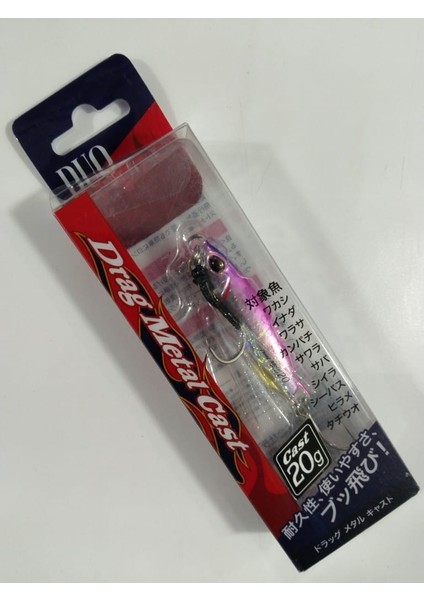 DUO
Drag Metal Cast
対象魚
ワカシ
イナダ
ワラサ
カンパチ
サワラ
サバ
シイラ
シーバス
ヒラメ
タチウオ
Cast
20g
耐久性、使いやすさ、
ブッ飛び!
ドラッグ メタル キャスト